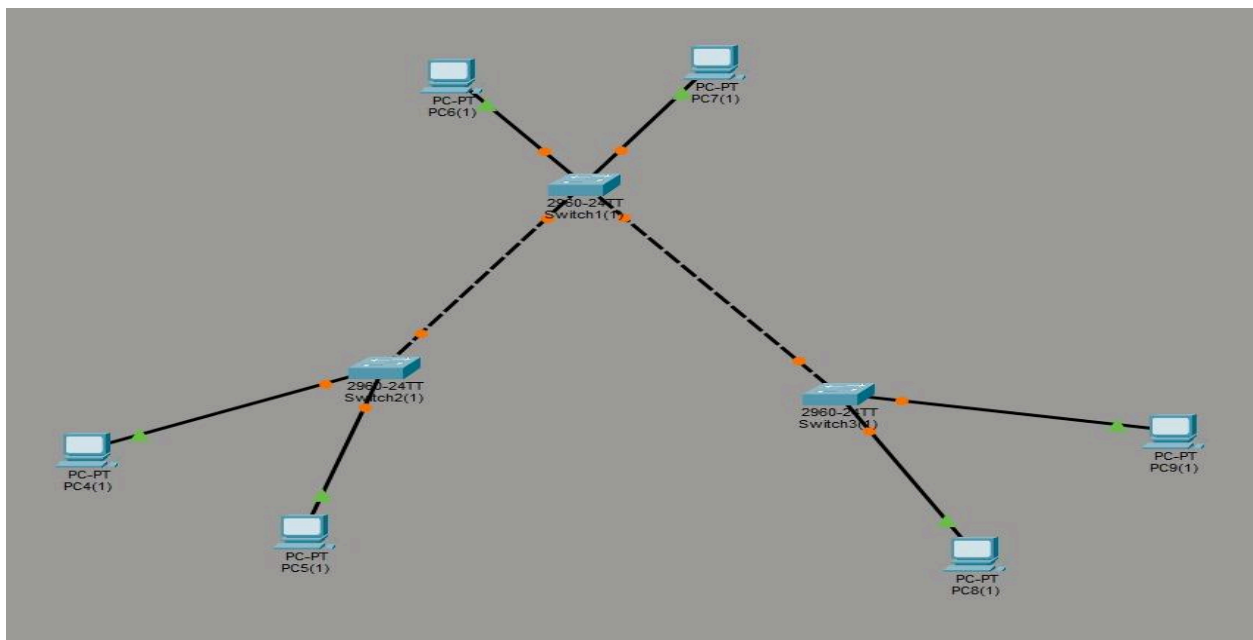 PC-PT
PC6(1)
PC-PT
PC7(1)
2960-24TT
Switch1(1)
2960-24TT
Switch2(1)
2960-24TT
Switch3(1)
PC-PT
PC4(1)
PC-PT
PC9(1)
PC-PT
PC5(1)
PC-PT
PC8(1)